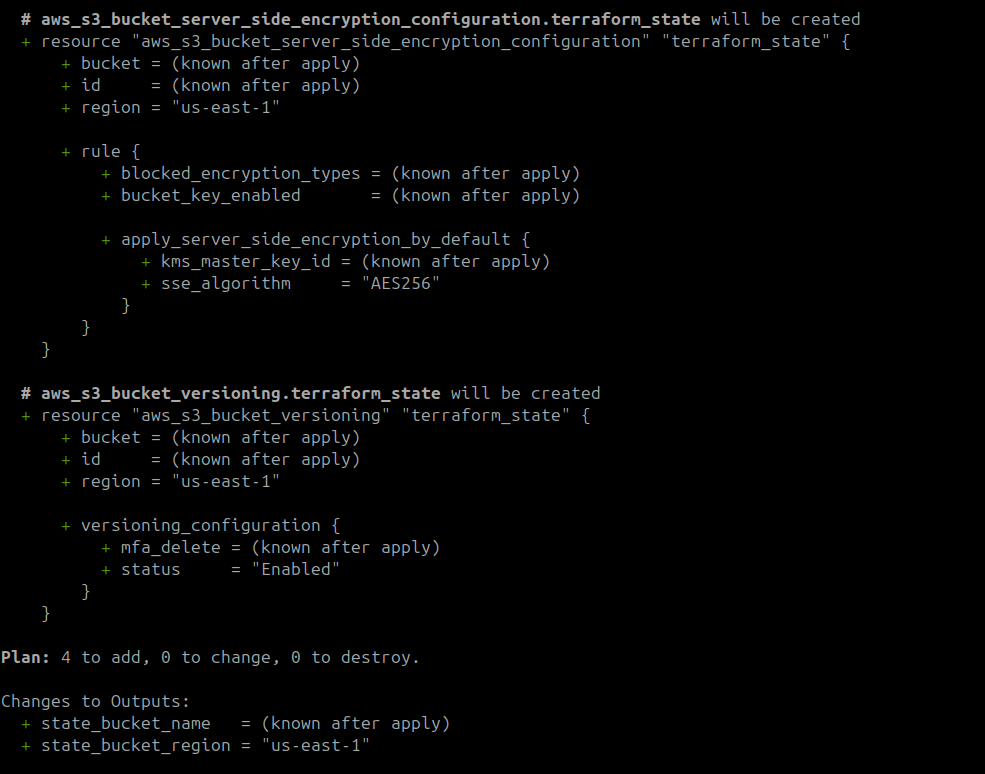 # aws_s3_bucket_server_side_encryption_configuration.terraform_state will be created
+ resource "aws_s3_bucket_server_side_encryption_configuration" "terraform_state" {
+ bucket = (known after apply)
+ id     = (known after apply)
+ region = "us-east-1"
+ rule {
+ blocked_encryption_types = (known after apply)
+ bucket_key_enabled       = (known after apply)
+ apply_server_side_encryption_by_default {
+ kms_master_key_id = (known after apply)
+ sse_algorithm     = "AES256"
}
}
}
# aws_s3_bucket_versioning.terraform_state will be created
+ resource "aws_s3_bucket_versioning" "terraform_state" {
+ bucket = (known after apply)
+ id     = (known after apply)
+ region = "us-east-1"
+ versioning_configuration {
+ mfa_delete = (known after apply)
+ status     = "Enabled"
}
}
Plan: 4 to add, 0 to change, 0 to destroy.
Changes to Outputs:
+ state_bucket_name   = (known after apply)
+ state_bucket_region = "us-east-1"